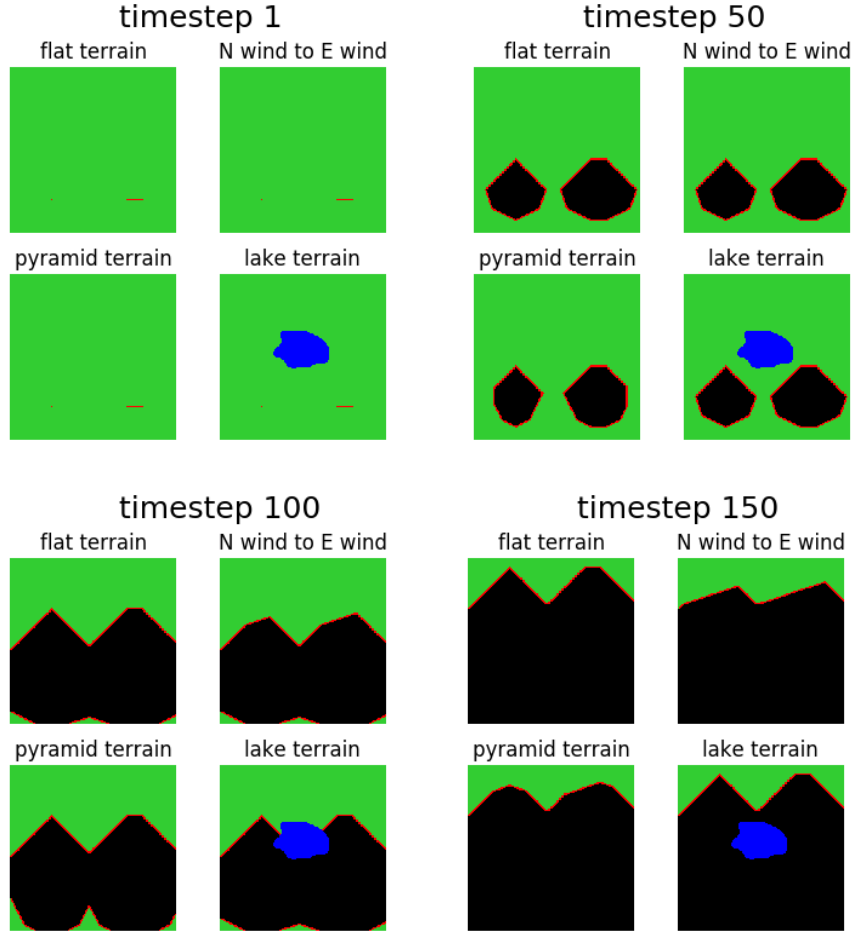 timestep 1
flat terrain
N wind to E wind
pyramid terrain
lake terrain
timestep 50
flat terrain
N wind to E wind
pyramid terrain
lake terrain
timestep 100
flat terrain
N wind to E wind
pyramid terrain
lake terrain
timestep 150
flat terrain
N wind to E wind
pyramid terrain
lake terrain